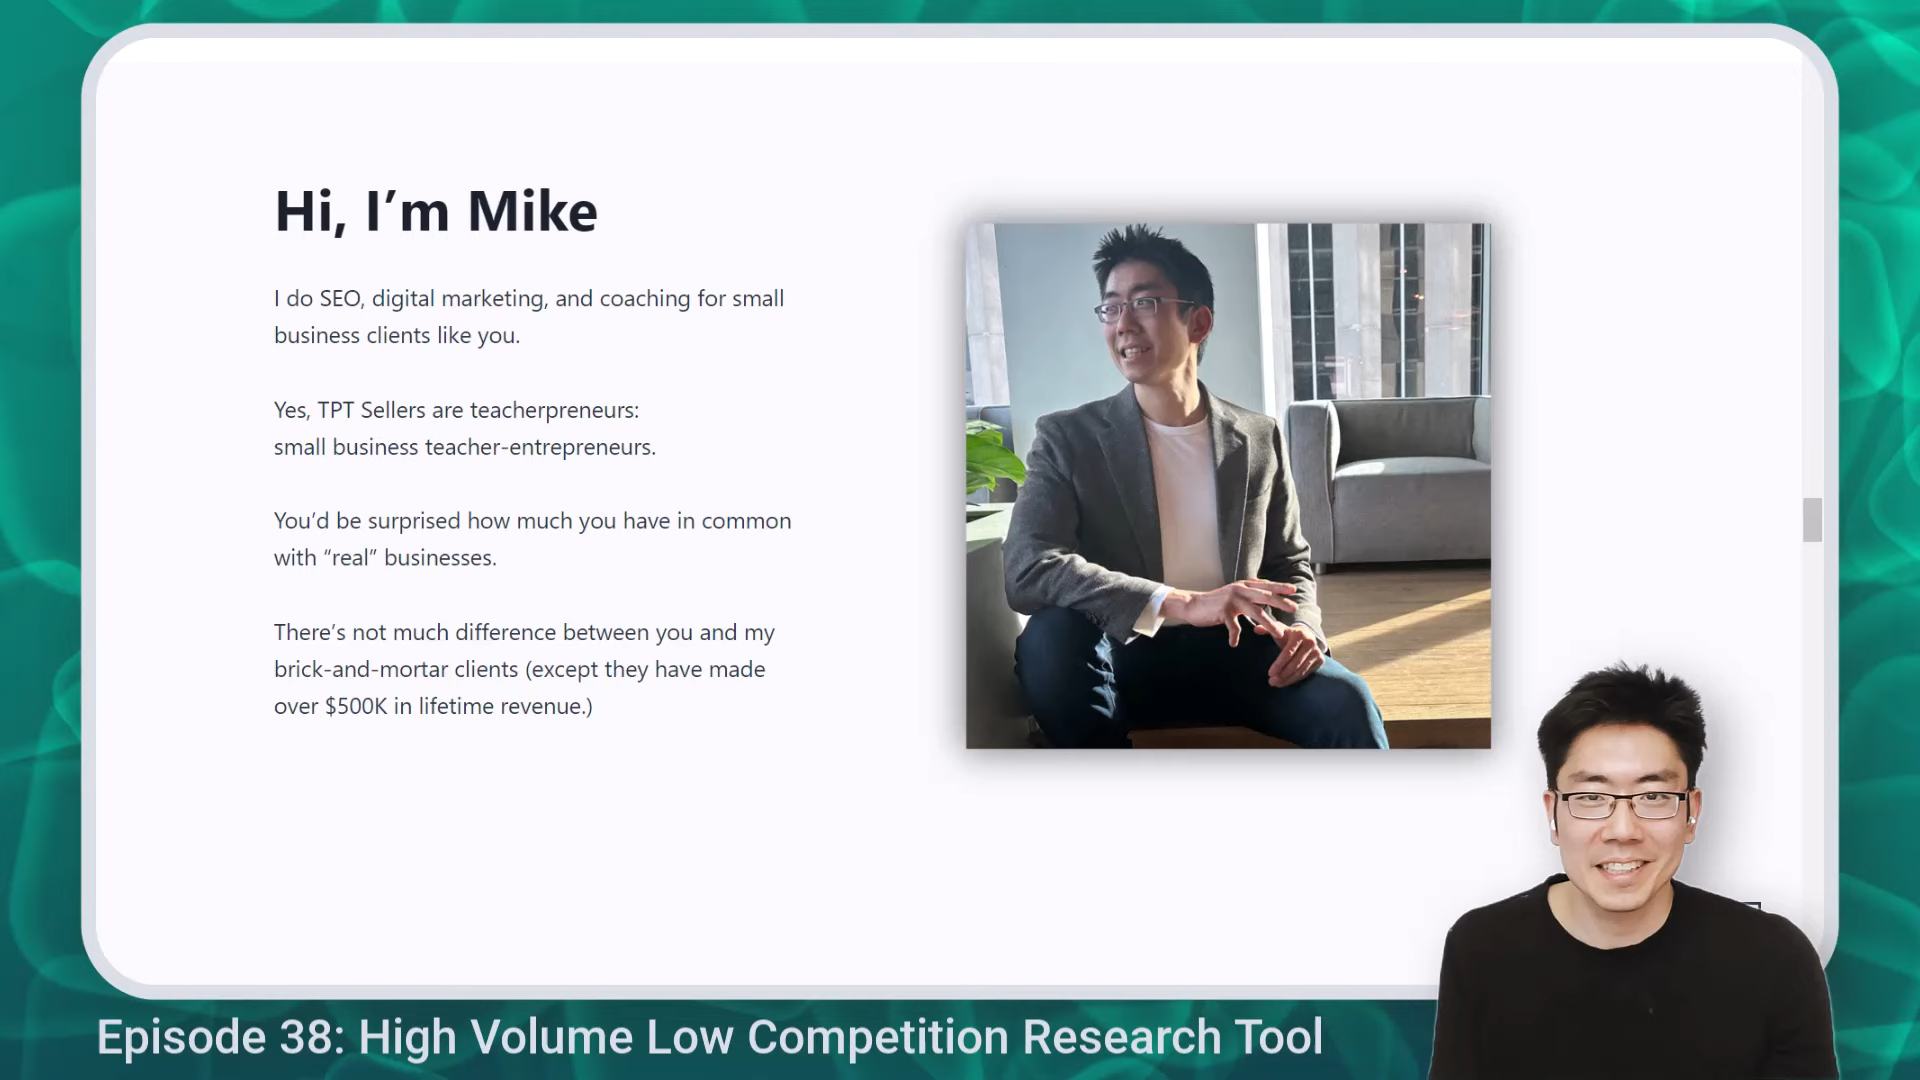 Hi, I’m Mike
I do SEO, digital marketing, and coaching for small
business clients like you.
Yes, TPT Sellers are teacherpreneurs:
small business teacher-entrepreneurs.
You’d be surprised how much you have in common
with “real” businesses.
There’s not much difference between you and my
brick-and-mortar clients (except they have made
over $500K in lifetime revenue.)
Episode 38: High Volume Low Competition Research Tool